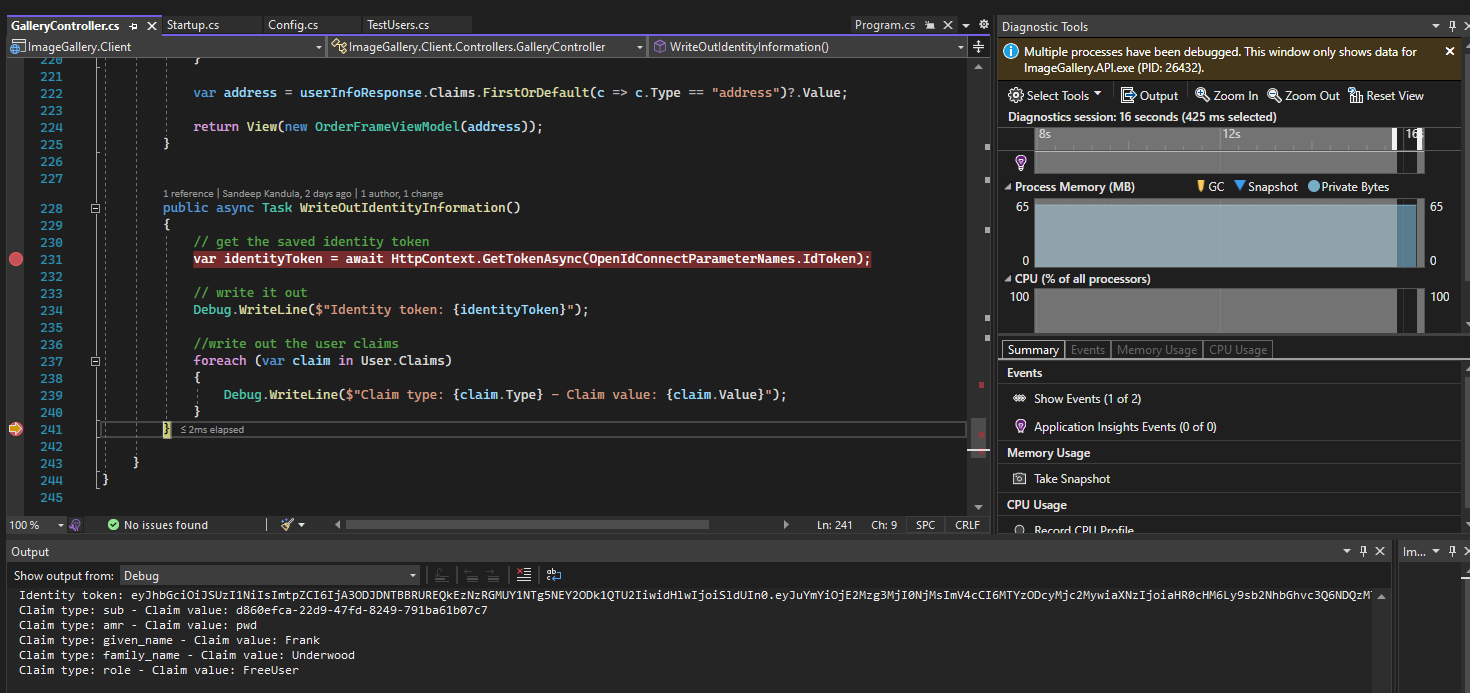 GalleryController.cs Startup.cs Config.cs TestUsers.cs Program.cs
ImageGallery.Client ImageGallery.Client.Controllers.GalleryController WriteOutIdentityInformation()
220 }
221
222 var address = userInfoResponse.Claims.FirstOrDefault(c => c.Type == "address")?.Value;
223
224 return View(new OrderFrameViewModel(address));
225 }
226
227
1 reference | Sandeep Kandula, 2 days ago | 1 author, 1 change
228 public async Task WriteOutIdentityInformation()
229 {
230 // get the saved identity token
231 var identityToken = await HttpContext.GetTokenAsync(OpenIdConnectParameterNames.IdToken);
232
233 // write it out
234 Debug.WriteLine($"Identity token: {identityToken}");
235
236 //write out the user claims
237 foreach (var claim in User.Claims)
238 {
239 Debug.WriteLine($"Claim type: {claim.Type} - Claim value: {claim.Value}");
240 }
241 } ≤ 2ms elapsed
242
243 }
244 }
245
100 % No issues found Ln: 241 Ch: 9 SPC CRLF
Diagnostic Tools
Multiple processes have been debugged. This window only shows data for
ImageGallery.API.exe (PID: 26432).
Select Tools Output Zoom In Zoom Out Reset View
Diagnostics session: 16 seconds (425 ms selected)
8s 12s 16s
Process Memory (MB) GC Snapshot Private Bytes
65 65
0 0
CPU (% of all processors)
100 100
Summary Events Memory Usage CPU Usage
Events
Show Events (1 of 2)
Application Insights Events (0 of 0)
Memory Usage
Take Snapshot
CPU Usage
Record CPU Profile
Output Im...
Show output from: Debug
Identity token:
Claim type: sub - Claim value: d860efca-22d9-47fd-8249-791ba61b07c7
Claim type: amr - Claim value: pwd
Claim type: given_name - Claim value: Frank
Claim type: family_name - Claim value: Underwood
Claim type: role - Claim value: FreeUser